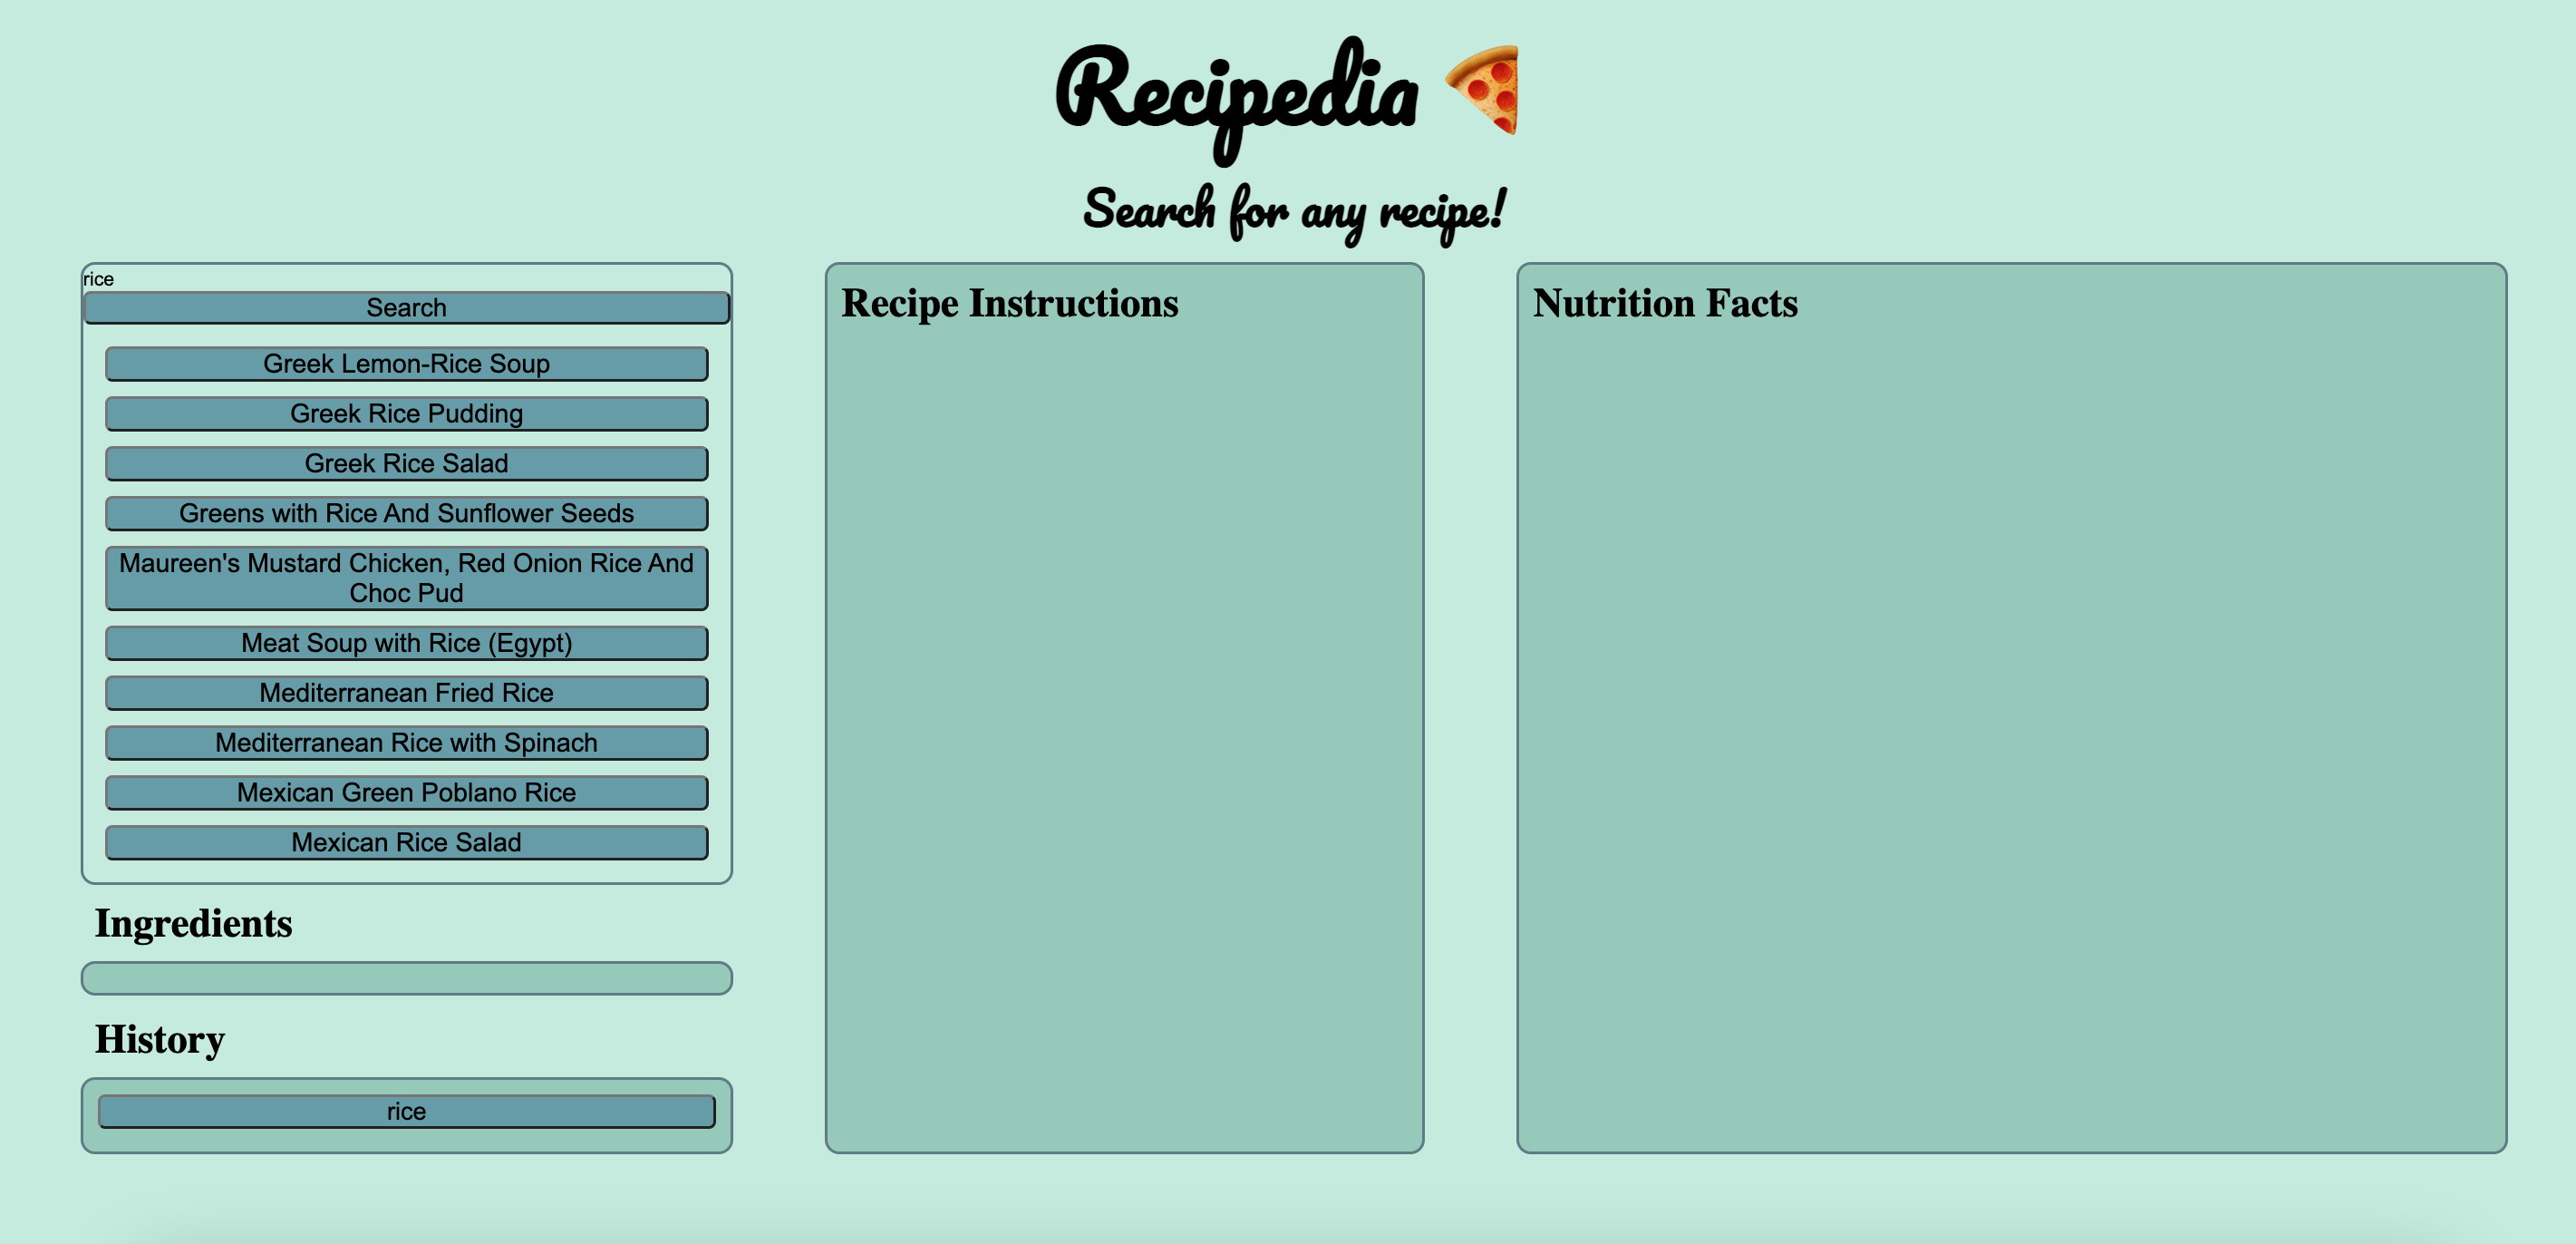 Recipedia
Search for any recipe!
rice
Search
Greek Lemon-Rice Soup
Greek Rice Pudding
Greek Rice Salad
Greens with Rice And Sunflower Seeds
Maureen's Mustard Chicken, Red Onion Rice And
Choc Pud
Meat Soup with Rice (Egypt)
Mediterranean Fried Rice
Mediterranean Rice with Spinach
Mexican Green Poblano Rice
Mexican Rice Salad
Ingredients
History
rice
Recipe Instructions
Nutrition Facts